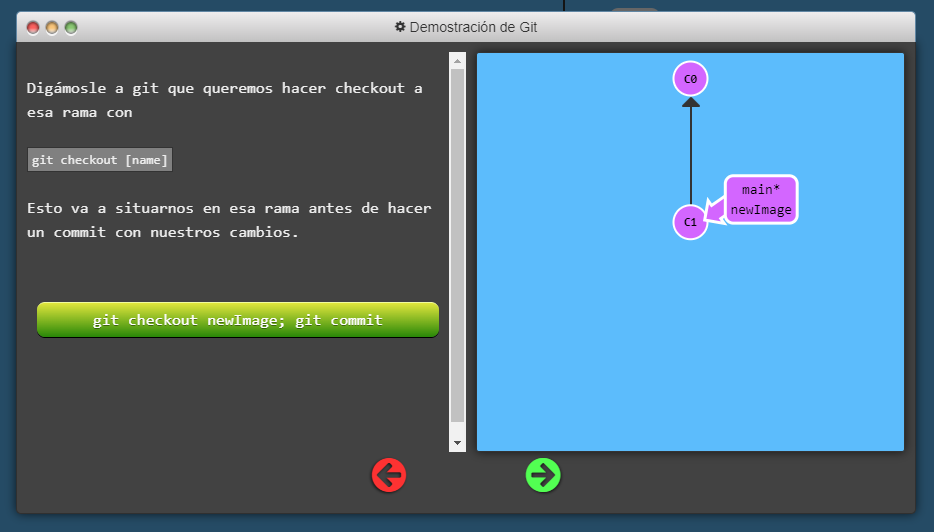 Demostración de Git
Digámosle a git que queremos hacer checkout a
esa rama con
git checkout [name]
Esto va a situarnos en esa rama antes de hacer
un commit con nuestros cambios.
git checkout newImage; git commit
C0
main*
newImage
C1